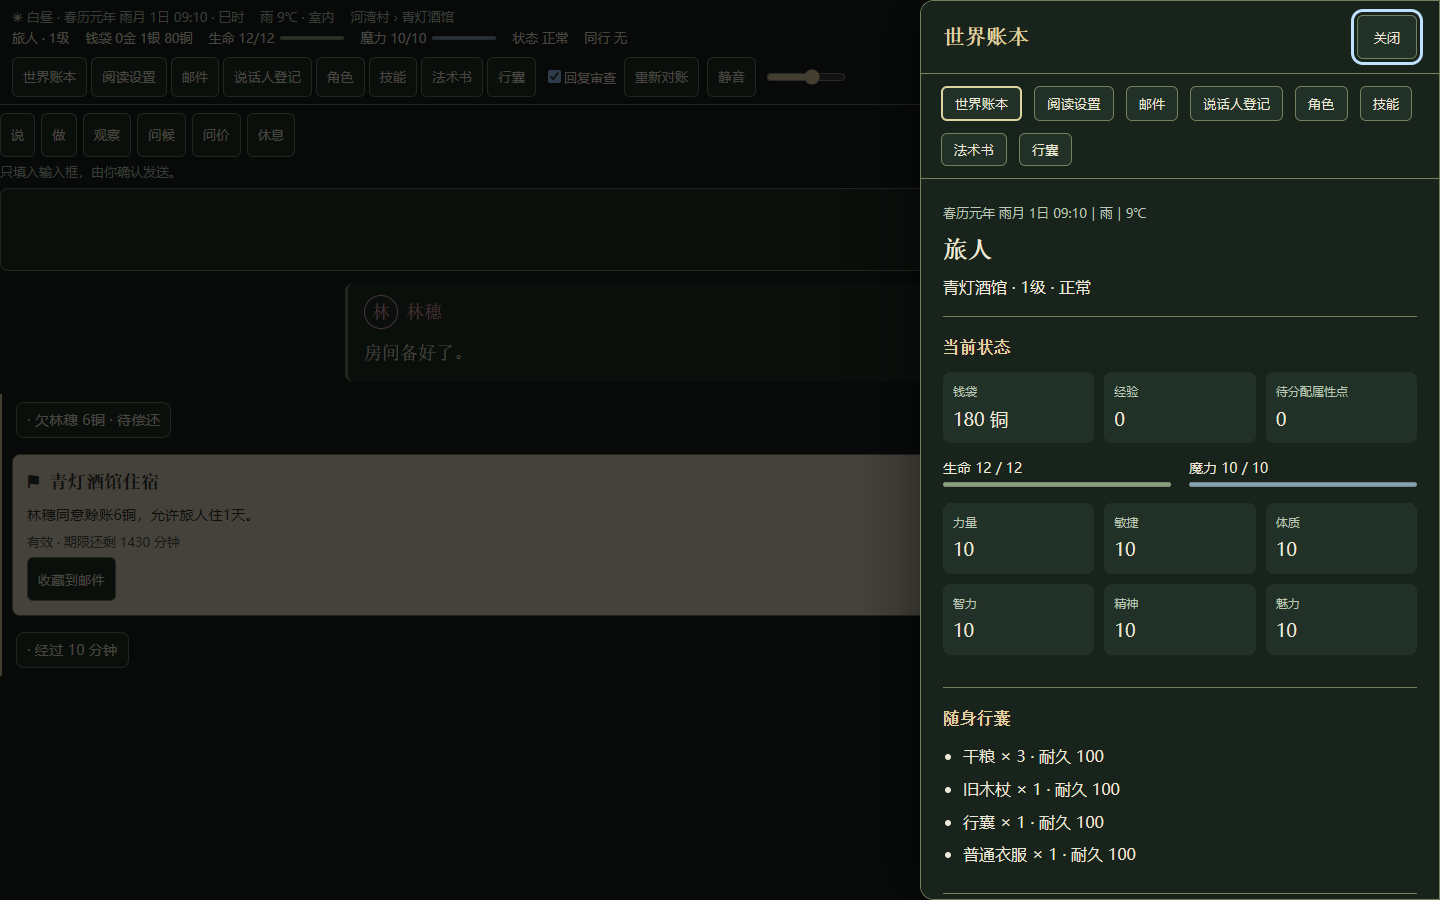 ☀ 白昼 · 春历元年 雨月 1日 09:10 · 巳时 雨 9℃ · 室内 河湾村 › 青灯酒馆
旅人 · 1级 钱袋 0金 1银 80铜 生命 12/12 魔力 10/10 状态 正常 同行 无
世界账本 阅读设置 邮件 说话人登记 角色 技能 法术书 行囊 回复审查 重新对账 静音
说 做 观察 问候 问价 休息
只填入输入框，由你确认发送。
林 林穗
房间备好了。
· 欠林穗 6铜 · 待偿还
⚑ 青灯酒馆住宿
林穗同意赊账6铜，允许旅人住1天。
有效 · 期限还剩 1430 分钟
收藏到邮件
· 经过 10 分钟
世界账本
关闭
世界账本 阅读设置 邮件 说话人登记 角色 技能
法术书 行囊
春历元年 雨月 1日 09:10 | 雨 | 9℃
旅人
青灯酒馆 · 1级 · 正常
当前状态
钱袋 经验 待分配属性点
180 铜 0 0
生命 12 / 12 魔力 10 / 10
力量 敏捷 体质
10 10 10
智力 精神 魅力
10 10 10
随身行囊
• 干粮 × 3 · 耐久 100
• 旧木杖 × 1 · 耐久 100
• 行囊 × 1 · 耐久 100
• 普通衣服 × 1 · 耐久 100